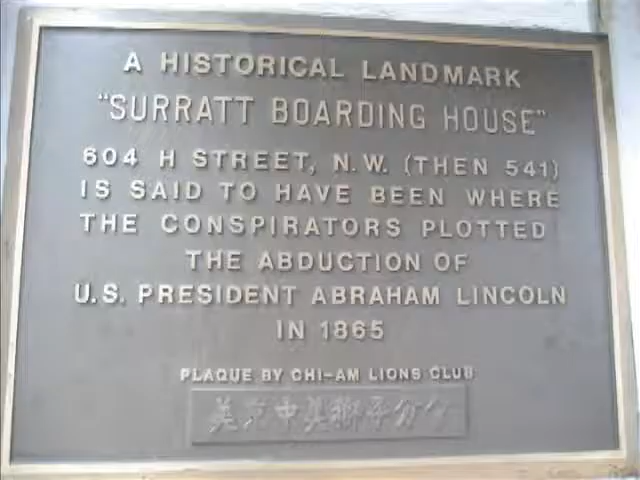 A HISTORICAL LANDMARK
"SURRATT BOARDING HOUSE"
604 H STREET, N.W. (THEN 541)
IS SAID TO HAVE BEEN WHERE
THE CONSPIRATORS PLOTTED
THE ABDUCTION OF
U.S. PRESIDENT ABRAHAM LINCOLN
IN 1865
PLAQUE BY CHI-AM LIONS CLUB